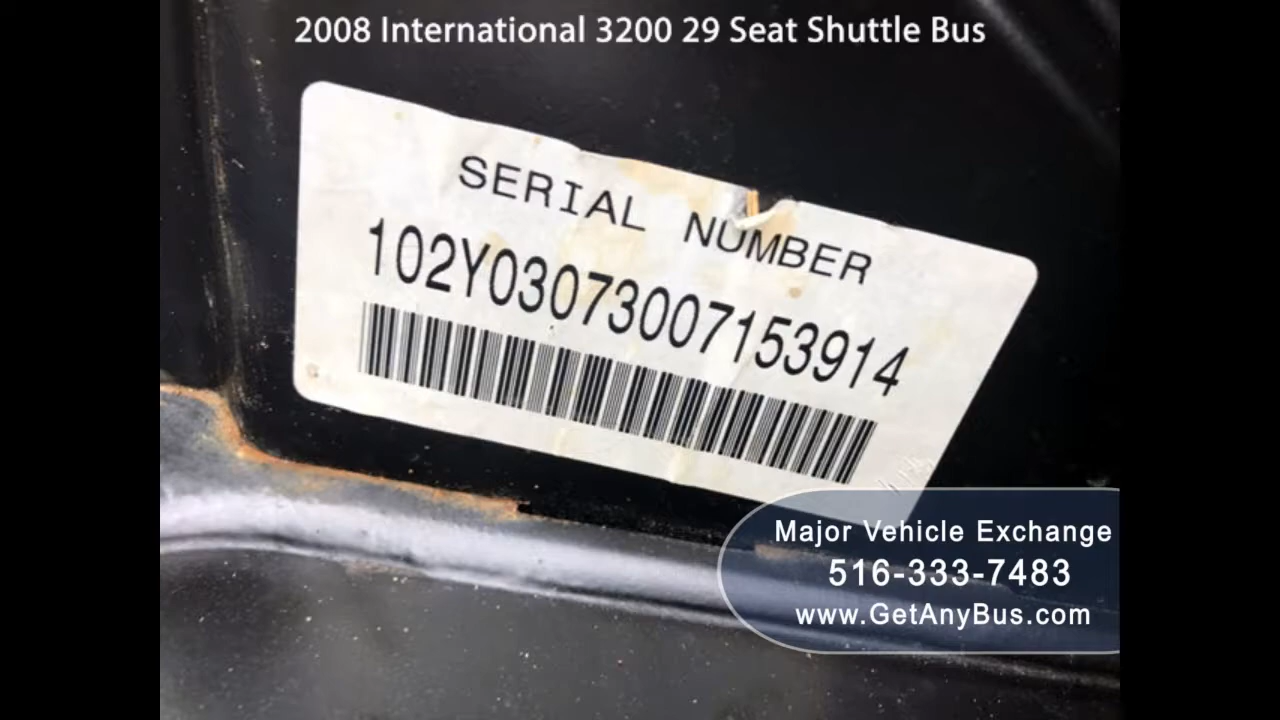 2008 International 3200 29 Seat Shuttle Bus
SERIAL NUMBER
102Y03073007153914
Major Vehicle Exchange
516-333-7483
www.GetAnyBus.com